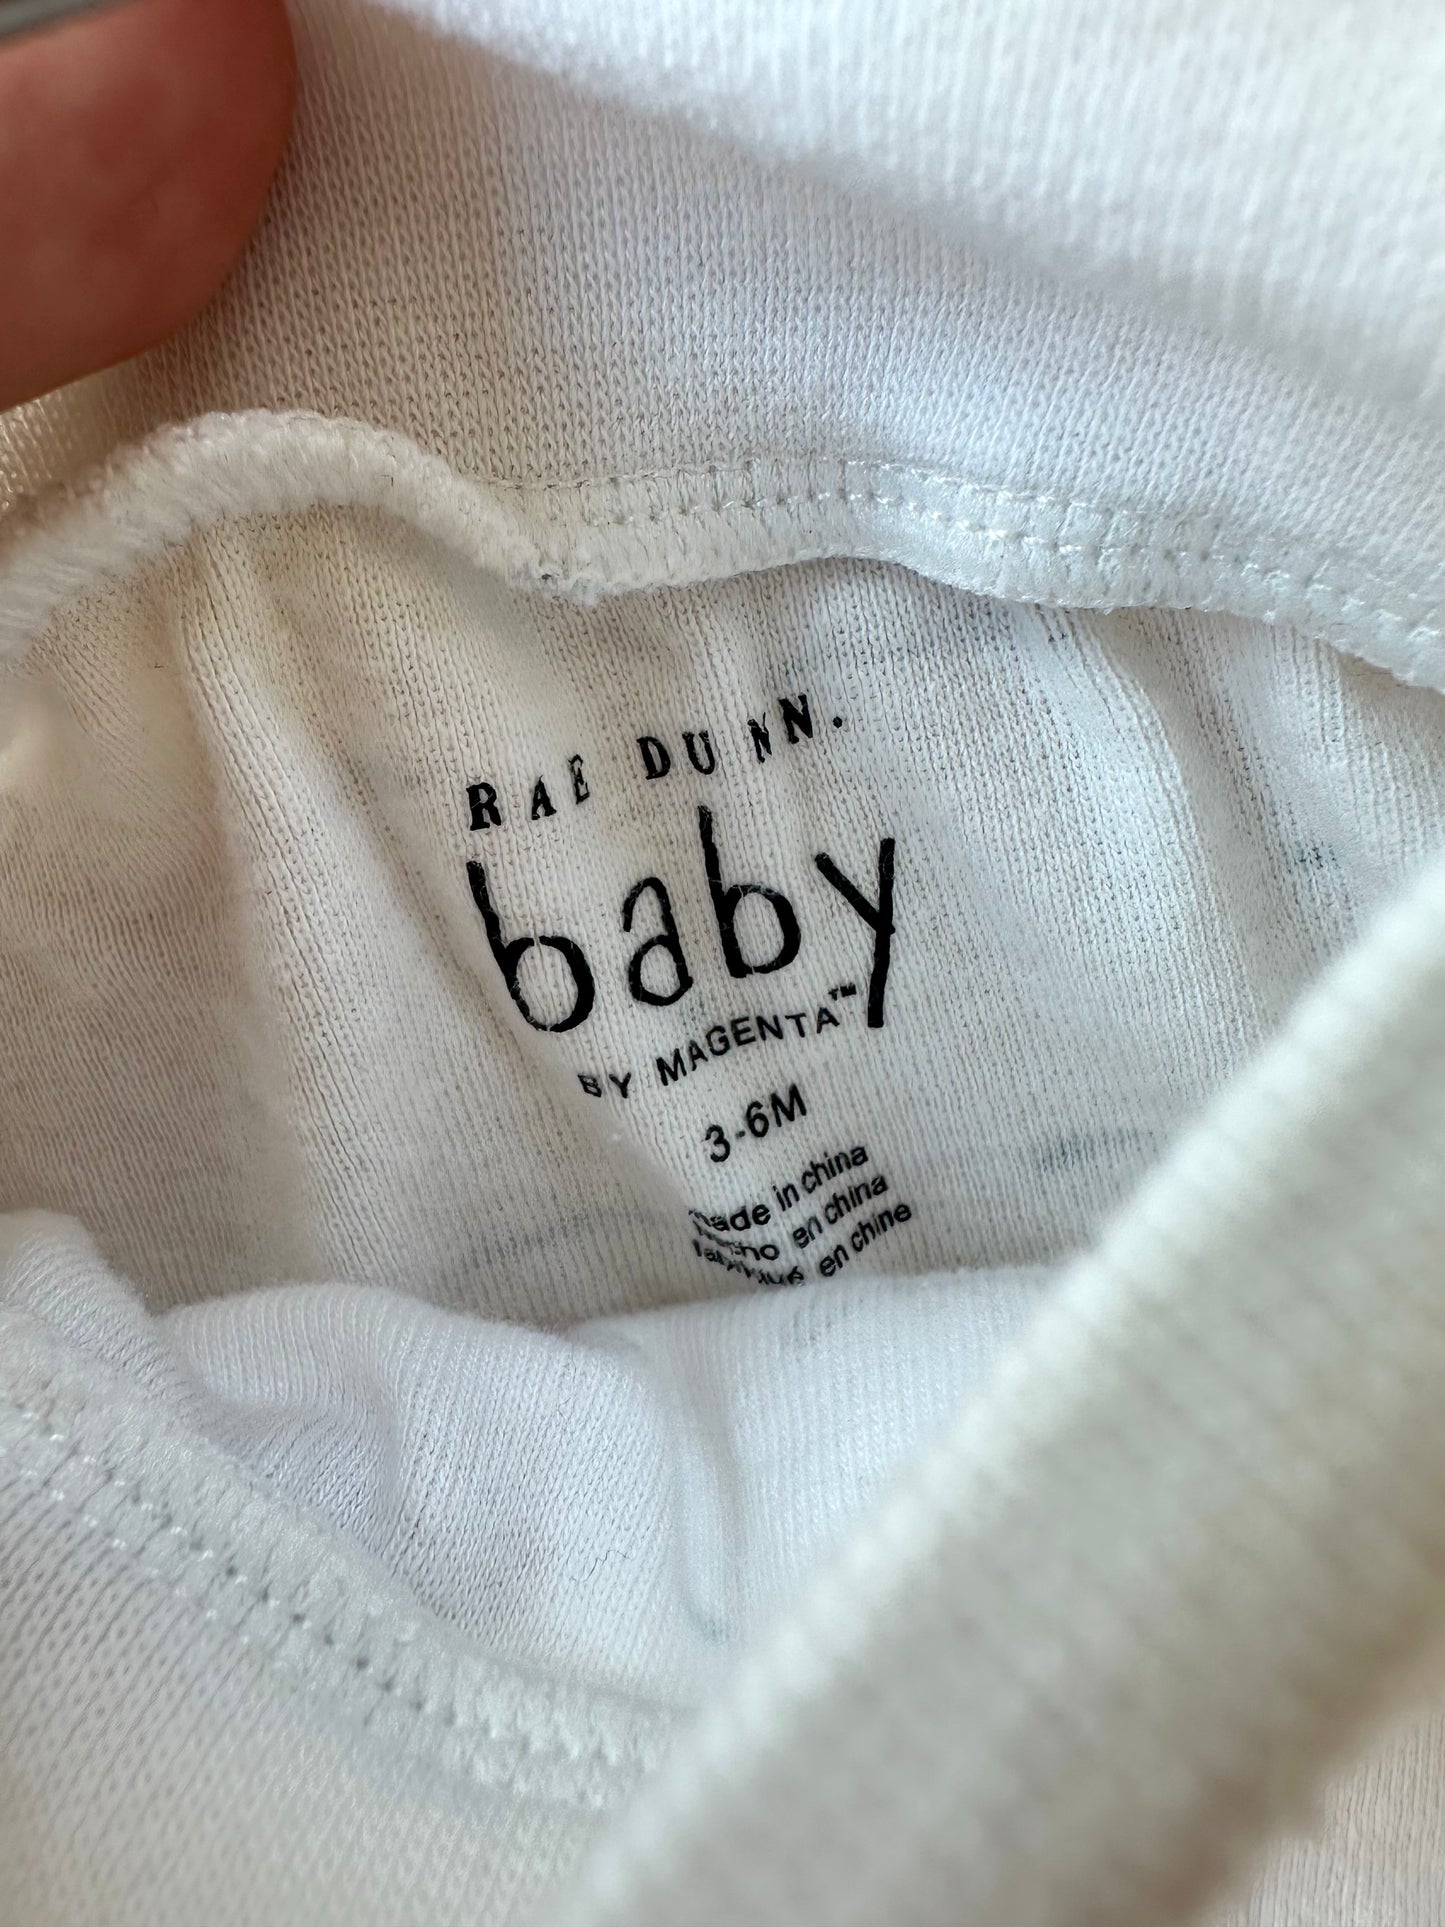 RAE DUNN.
baby
BY MAGENTA™
3-6M
made in china
hecho en china
fabriqué en chine